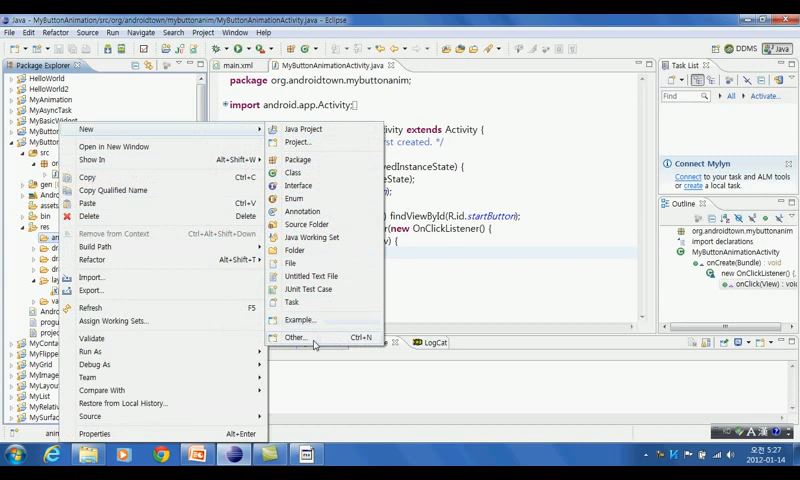 Java - MyButtonAnimation/src/org/androidtown/mybuttonanim/MyButtonAnimationActivity.java - Eclipse
File Edit Refactor Source Navigate Search Project Run Window Help
DDMS Java
Package Explorer
main.xml MyButtonAnimationActivity.java
Task List
HelloWorld
HelloWorld2
MyAnimation
MyAsyncTask
MyBasicWidget
src
gen
assets
bin
res
proguard
project
MyFlipper
MyGrid
MyLayout
MyList
package org.androidtown.mybuttonanim;
import android.app.Activity;
Activity extends Activity {
created. */
findViewById(R.id.startButton);
(new OnClickListener() {
) {
New
Open in New Window
Show In Alt+Shift+W
Copy Ctrl+C
Copy Qualified Name
Paste Ctrl+V
Delete Delete
Remove from Context Ctrl+Alt+Shift+Down
Build Path
Refactor Alt+Shift+T
Import...
Export...
Refresh F5
Assign Working Sets...
Validate
Run As
Debug As
Team
Compare With
Restore from Local History...
Source
Properties Alt+Enter
Java Project
Project...
Package
Class
Interface
Enum
Annotation
Source Folder
Java Working Set
Folder
File
Untitled Text File
JUnit Test Case
Task
Example...
Other... Ctrl+N
LogCat
Find All Activate...
Connect Mylyn
Connect to your task and ALM tools
or create a local task.
Outline
org.androidtown.mybuttonanim
import declarations
MyButtonAnimationActivity
onCreate(Bundle) : void
new OnClickListener() {...}
onClick(View) : void
A 漢
오전 5:27
2012-01-14